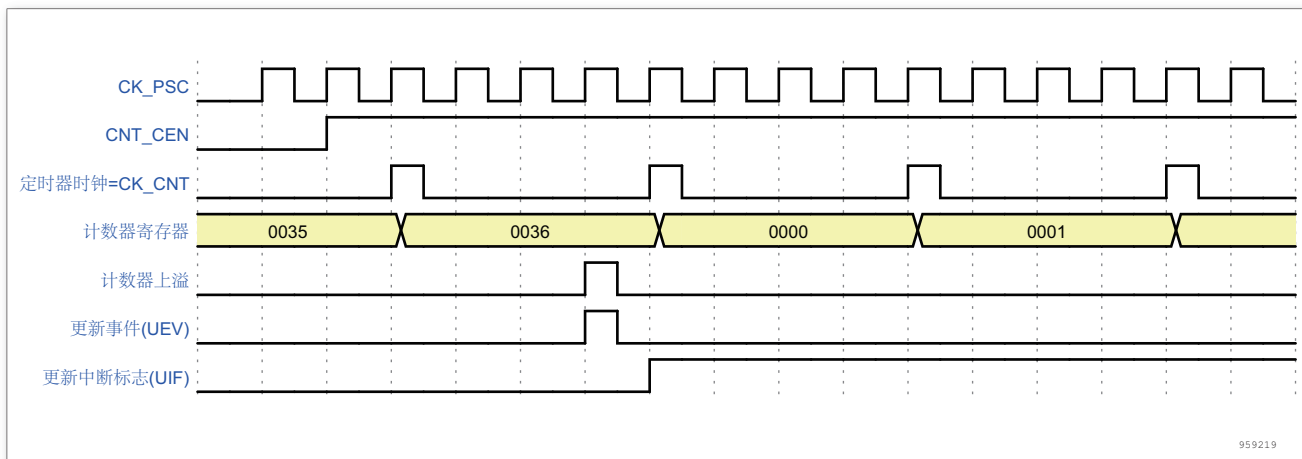 CK_PSC
CNT_CEN
定时器时钟=CK_CNT
计数器寄存器 0035 0036 0000 0001
计数器上溢
更新事件(UEV)
更新中断标志(UIF)
959219